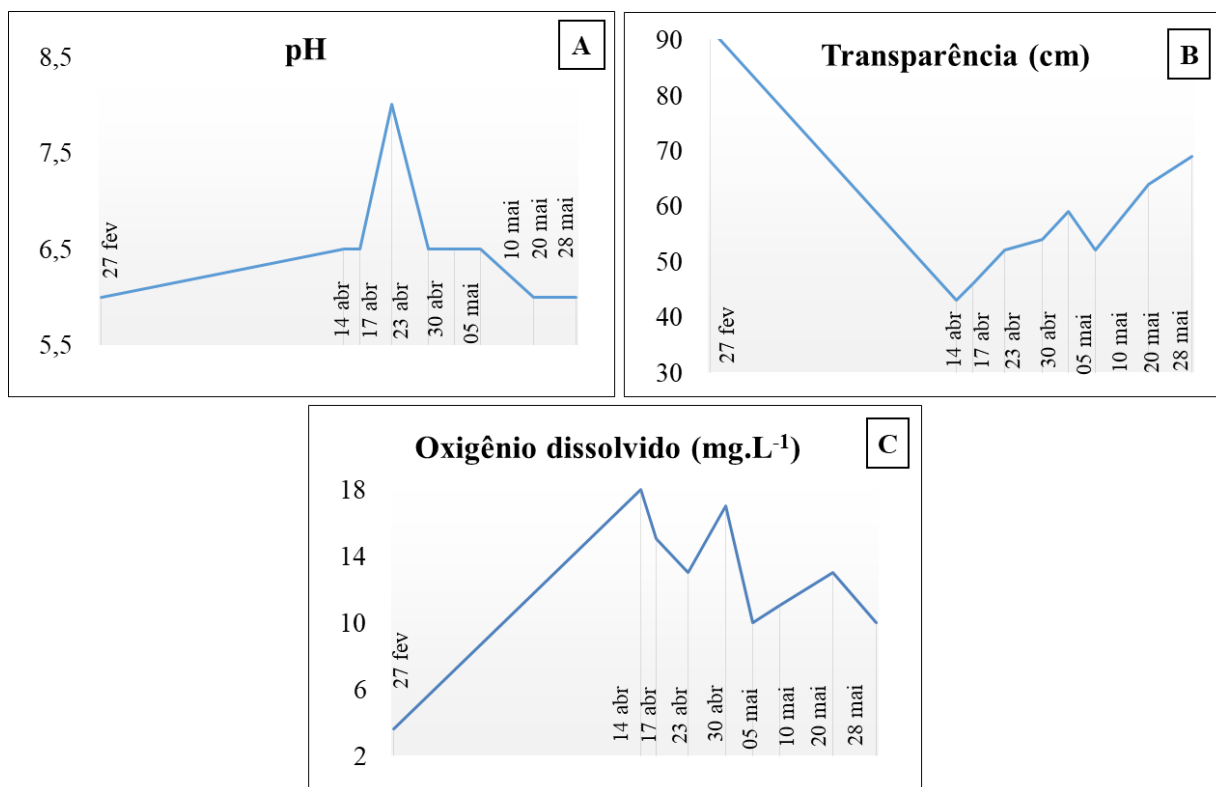 pH
A
8,5
7,5
6,5
5,5
27 fev
14 abr
17 abr
23 abr
30 abr
05 mai
10 mai
20 mai
28 mai
Transparência (cm)
B
90
80
70
60
50
40
30
27 fev
14 abr
17 abr
23 abr
30 abr
05 mai
10 mai
20 mai
28 mai
Oxigênio dissolvido (mg.L⁻¹)
C
18
14
10
6
2
27 fev
14 abr
17 abr
23 abr
30 abr
05 mai
10 mai
20 mai
28 mai